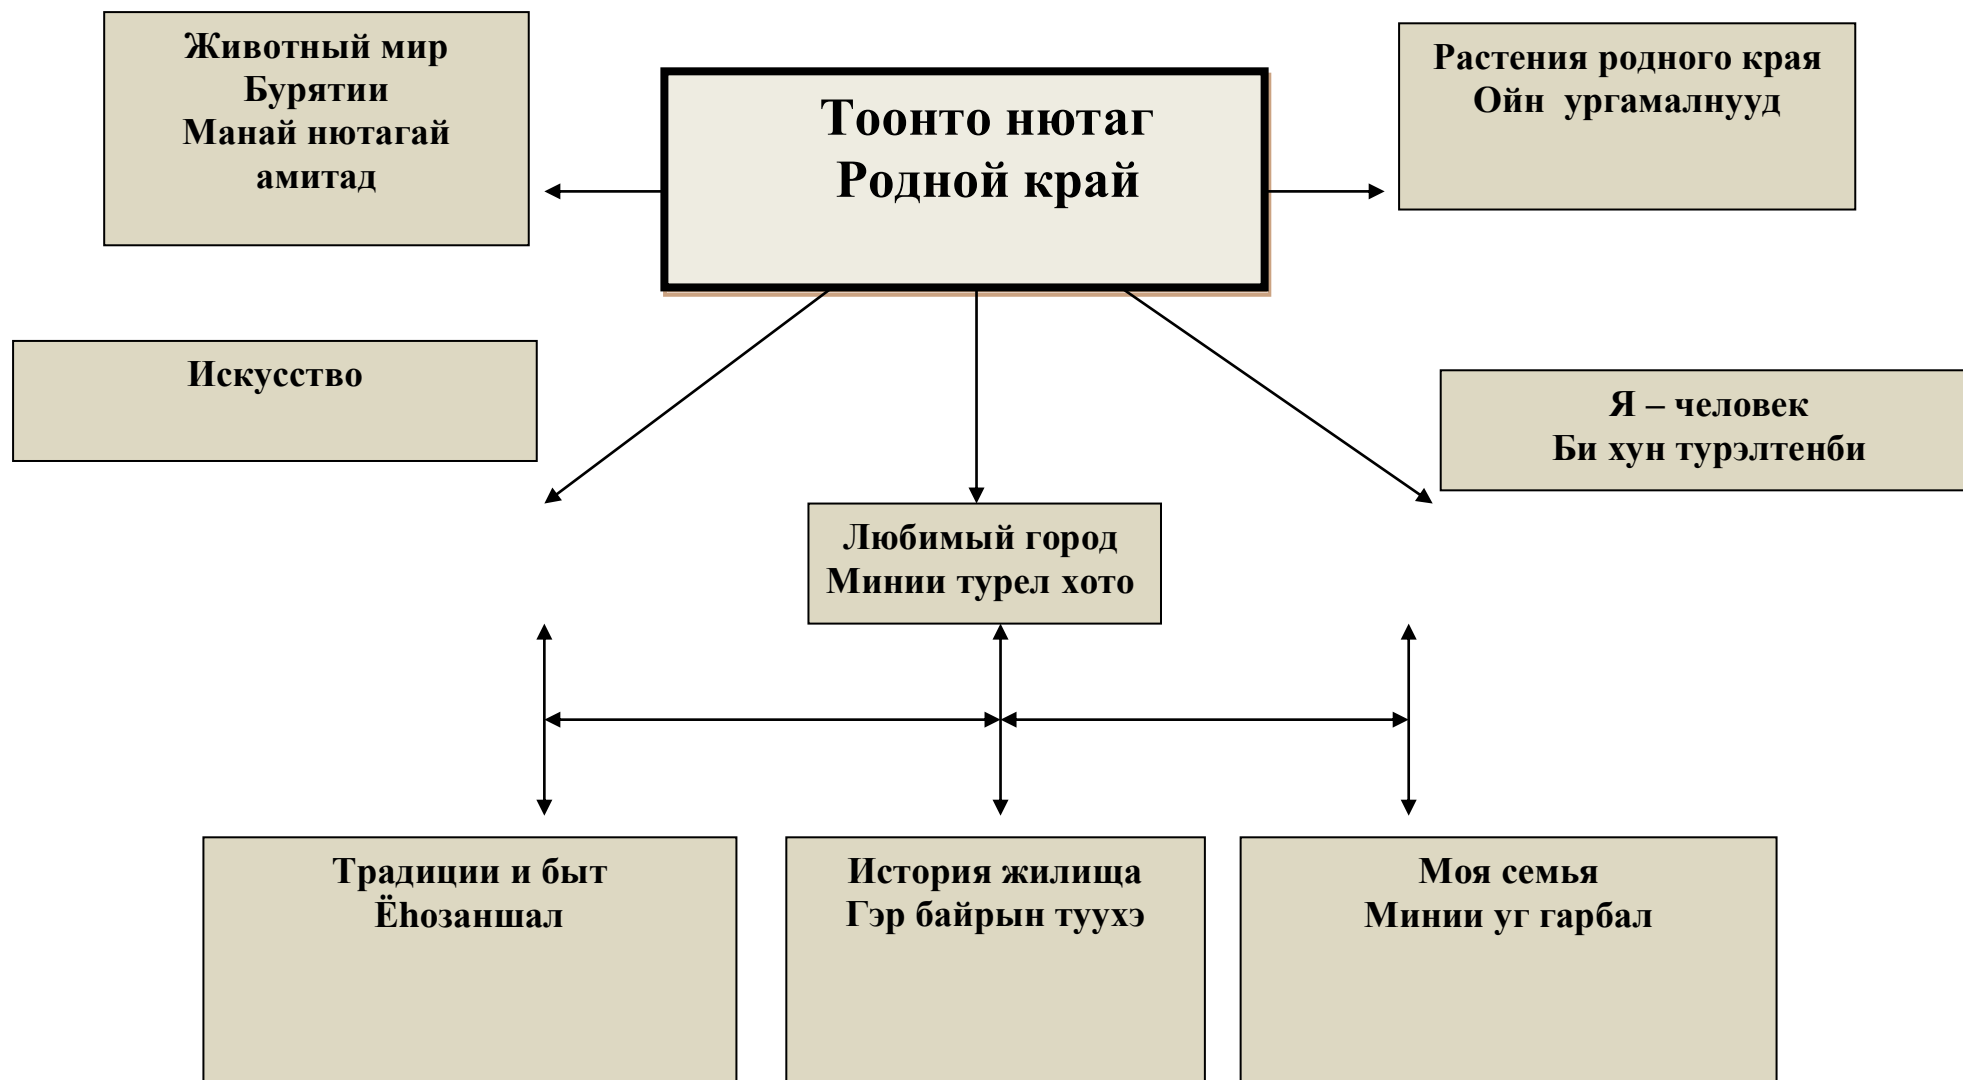 Животный мир
Бурятии
Манай нютагай
амитад
Тоонто нютаг
Родной край
Растения родного края
Ойн ургамалнууд
Искусство
Я – человек
Би хун турэлтенби
Любимый город
Минии турел хото
Традиции и быт
Ёһозаншал
История жилища
Гэр байрын туухэ
Моя семья
Минии уг гарбал